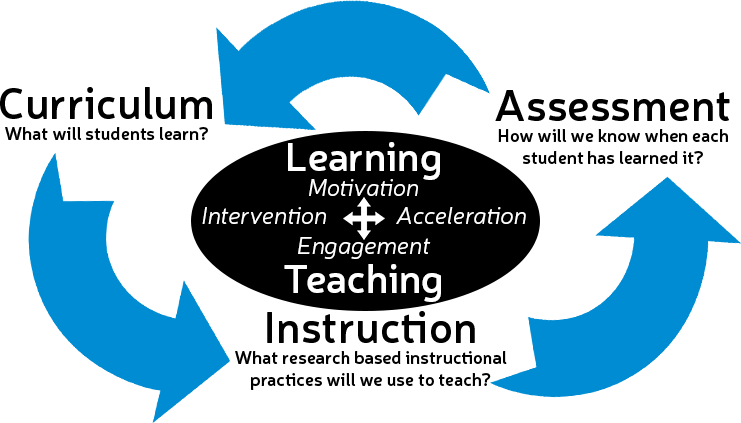 Curriculum
What will students learn?
Assessment
How will we know when each
student has learned it?
Learning
Motivation
Intervention
Acceleration
Engagement
Teaching
Instruction
What research based instructional
practices will we use to teach?